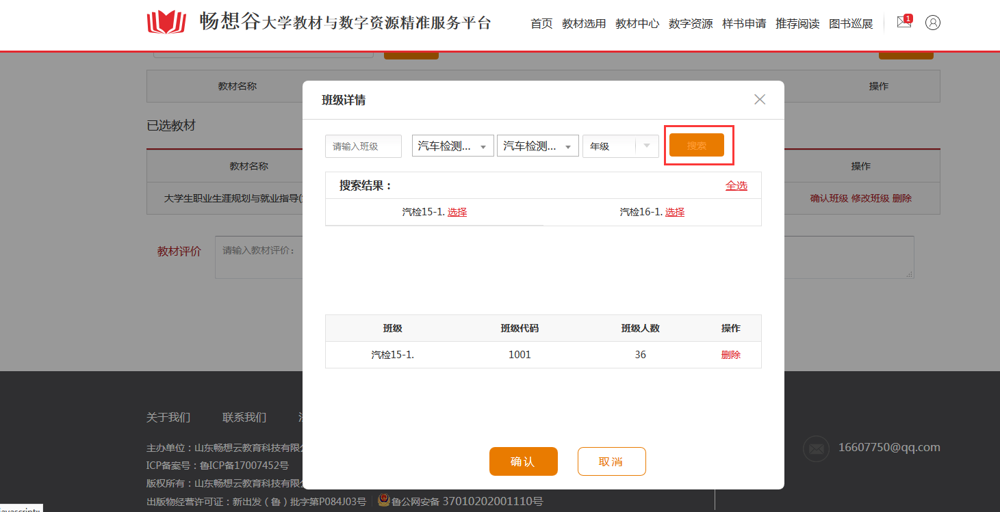 畅想谷大学教材与数字资源精准服务平台
首页 教材选用 教材中心 数字资源 样书申请 推荐阅读 图书巡展 1
教材名称 操作
班级详情
已选教材
请输入班级 汽车检测... 汽车检测... 年级 搜索
教材名称 操作
搜索结果： 全选
大学生职业生涯规划与就业指导( 确认班级 修改班级 删除
汽检15-1. 选择 汽检16-1. 选择
教材评价 请输入教材评价：
班级 班级代码 班级人数 操作
汽检15-1. 1001 36 删除
关于我们 联系我们
主办单位：山东畅想云教育科技有限
16607750@qq.com
确认 取消
ICP备案号：鲁ICP备17007452号
版权所有：山东畅想云教育科技有限
出版物经营许可证：新出发（鲁）批字第P084J03号 鲁公网安备 37010202001110号